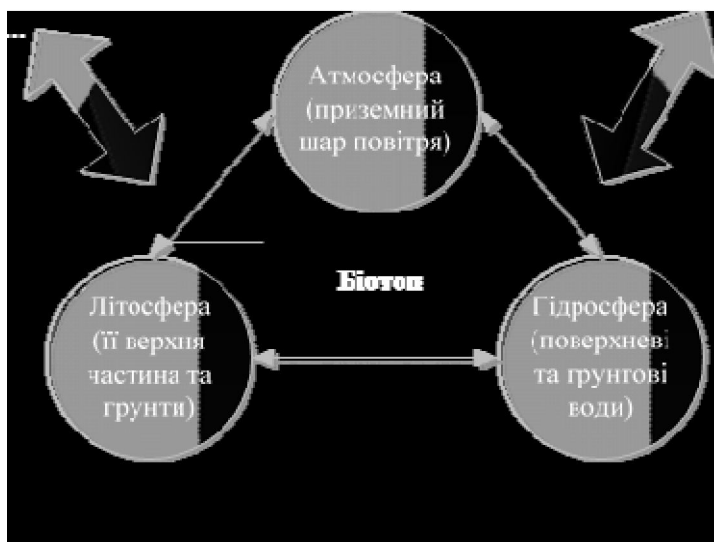 ...
Атмосфера
(приземний
шар повітря)
Біотоп
Літосфера
(її верхня
частина та
грунти)
Гідросфера
(поверхневі
та грунтові
води)